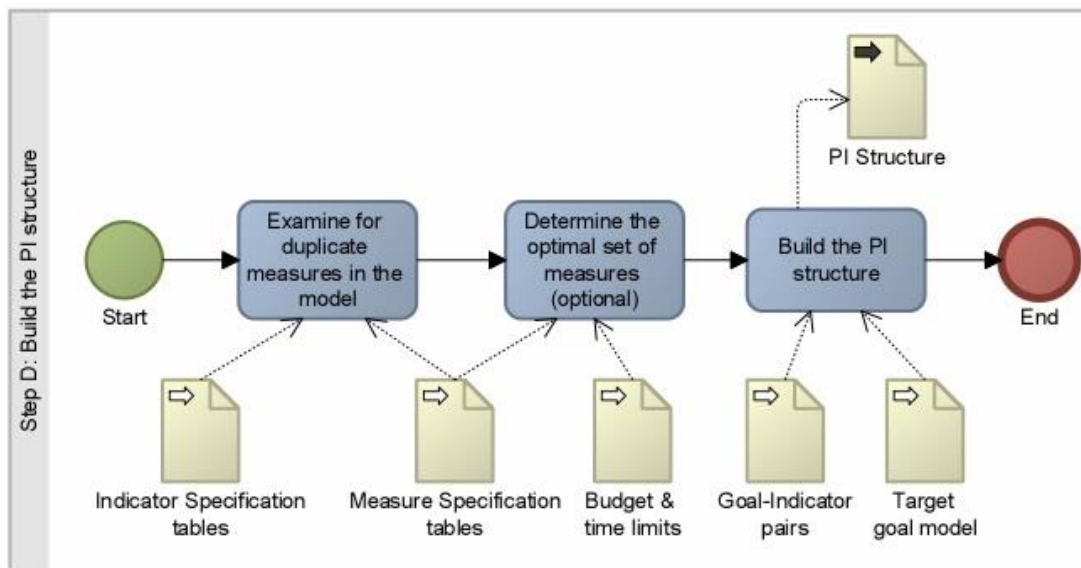 Step D: Build the PI structure
PI Structure
Start
Examine for
duplicate
measures in the
model
Determine the
optimal set of
measures
(optional)
Build the PI
structure
End
Indicator Specification
tables
Measure Specification
tables
Budget &
time limits
Goal-Indicator
pairs
Target
goal model